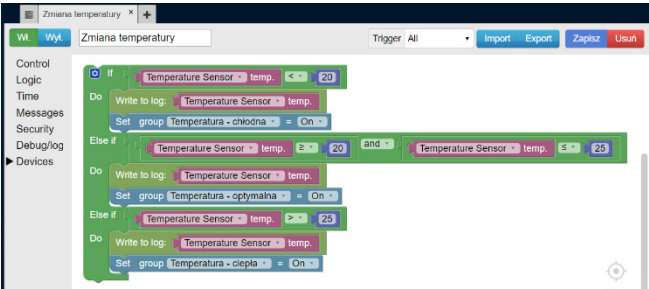 Zmiana temperatury × +
Wł. Wył. Zmiana temperatury Trigger All Import Export Zapisz Usuń
Control
Logic
Time
Messages
Security
Debug/log
Devices
If Temperature Sensor temp. < 20
Do Write to log: Temperature Sensor temp.
Set group Temperatura - chłodna = On
Else if Temperature Sensor temp. ≥ 20 and Temperature Sensor temp. ≤ 25
Do Write to log: Temperature Sensor temp.
Set group Temperatura - optymalna = On
Else if Temperature Sensor temp. > 25
Do Write to log: Temperature Sensor temp.
Set group Temperatura - ciepła = On